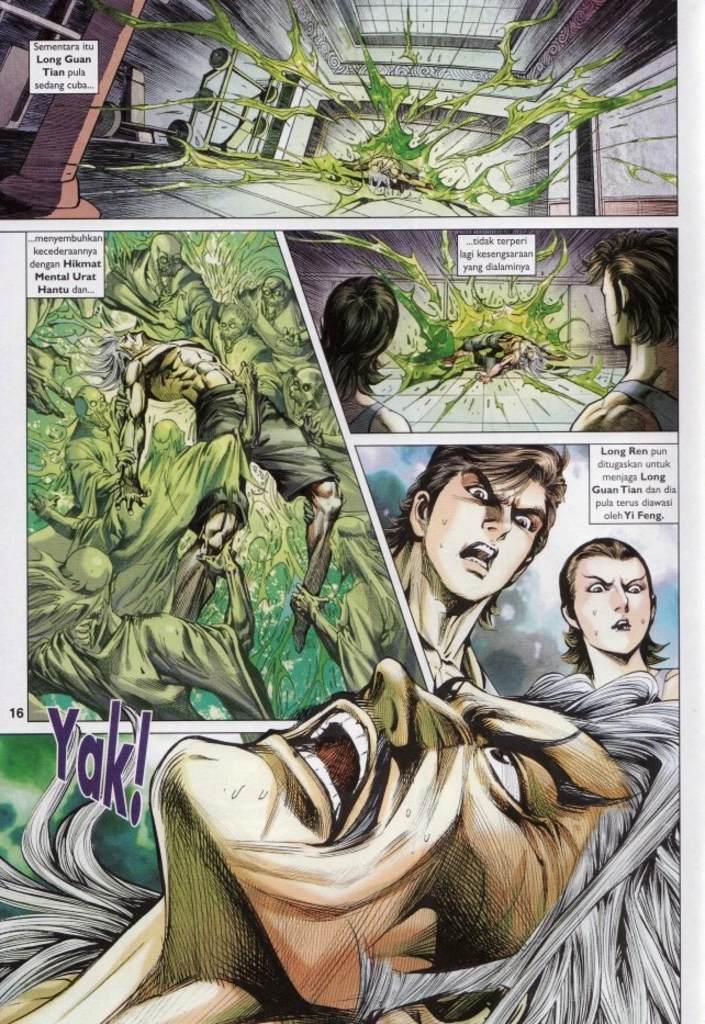 Sementara itu
Long Guan
Tian pula
sedang cuba...
...menyembuhkan
kecederaannya
dengan Hikmat
Mental Urat
Hantu dan...
...tidak terperi
lagi kesengsaraan
yang dialaminya
Long Ren pun
ditugaskan untuk
menjaga Long
Guan Tian dan dia
pula terus diawasi
oleh Yi Feng.
16
Yak!